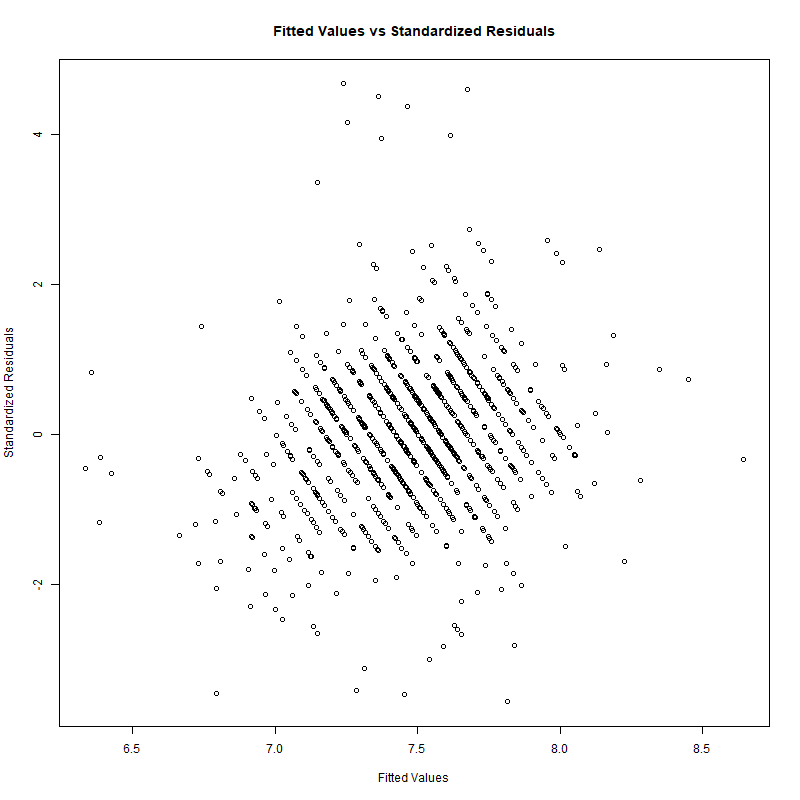 Fitted Values vs Standardized Residuals
Standardized Residuals
4
2
0
-2
6.5 7.0 7.5 8.0 8.5
Fitted Values